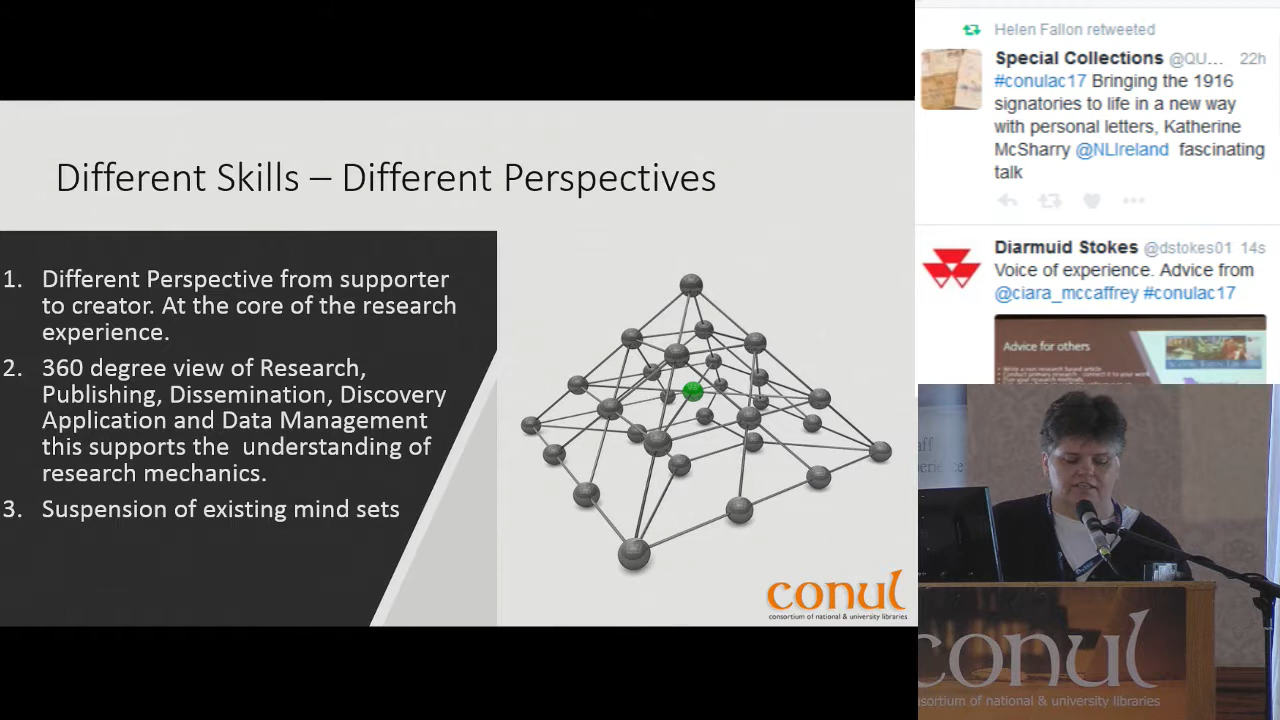 Different Skills – Different Perspectives
1. Different Perspective from supporter
to creator. At the core of the research
experience.
2. 360 degree view of Research,
Publishing, Dissemination, Discovery
Application and Data Management
this supports the understanding of
research mechanics.
3. Suspension of existing mind sets
conul
consortium of national & university libraries
Helen Fallon retweeted
Special Collections @QU... 22h
#conulac17 Bringing the 1916
signatories to life in a new way
with personal letters, Katherine
McSharry @NLIreland fascinating
talk
Diarmuid Stokes @dstokes01 14s
Voice of experience. Advice from
@ciara_mccaffrey #conulac17
Advice for others
conul
consortium of national & university libraries